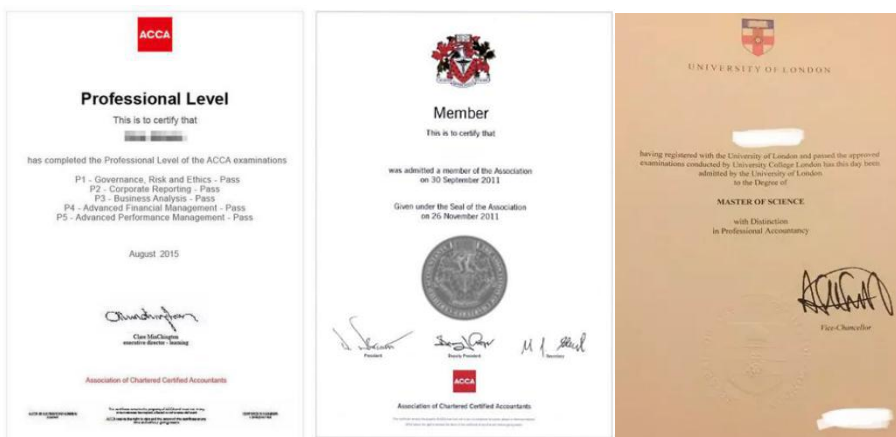 ACCA
Professional Level
This is to certify that
has completed the Professional Level of the ACCA examinations
P1 - Governance, Risk and Ethics - Pass
P2 - Corporate Reporting - Pass
P3 - Business Analysis - Pass
P4 - Advanced Financial Management - Pass
P5 - Advanced Performance Management - Pass
August 2015
executive director - learning
Association of Chartered Certified Accountants
Member
This is to certify that
was admitted a member of the Association
on 30 September 2011
Given under the Seal of the Association
on 26 November 2011
President
Deputy President
Secretary
ACCA
Association of Chartered Certified Accountants
UNIVERSITY OF LONDON
having registered with the University of London and passed the approved
examinations conducted by University College London has this day been
admitted by the University of London
to the Degree of
MASTER OF SCIENCE
with Distinction
in Professional Accountancy
Vice-Chancellor